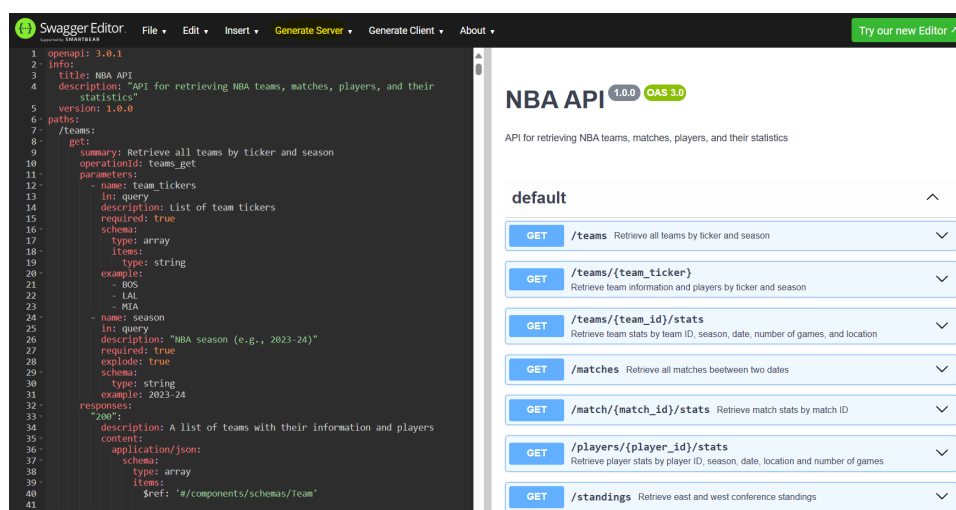 Swagger Editor.
Supported by SMARTBEAR
File Edit Insert Generate Server Generate Client About
Try our new Editor
1 openapi: 3.0.1
2 info:
3 title: NBA API
4 description: "API for retrieving NBA teams, matches, players, and their
statistics"
5 version: 1.0.0
6 paths:
7 /teams:
8 get:
9 summary: Retrieve all teams by ticker and season
10 operationId: teams_get
11 parameters:
12 - name: team_tickers
13 in: query
14 description: List of team tickers
15 required: true
16 schema:
17 type: array
18 items:
19 type: string
20 example:
21 - BOS
22 - LAL
23 - MIA
24 - name: season
25 in: query
26 description: "NBA season (e.g., 2023-24)"
27 required: true
28 explode: true
29 schema:
30 type: string
31 example: 2023-24
32 responses:
33 "200":
34 description: A list of teams with their information and players
35 content:
36 application/json:
37 schema:
38 type: array
39 items:
40 $ref: '#/components/schemas/Team'
41
NBA API 1.0.0 OAS 3.0
API for retrieving NBA teams, matches, players, and their statistics
default
GET /teams Retrieve all teams by ticker and season
GET /teams/{team_ticker}
Retrieve team information and players by ticker and season
GET /teams/{team_id}/stats
Retrieve team stats by team ID, season, date, number of games, and location
GET /matches Retrieve all matches beetween two dates
GET /match/{match_id}/stats Retrieve match stats by match ID
GET /players/{player_id}/stats
Retrieve player stats by player ID, season, date, location and number of games
GET /standings Retrieve east and west conference standings